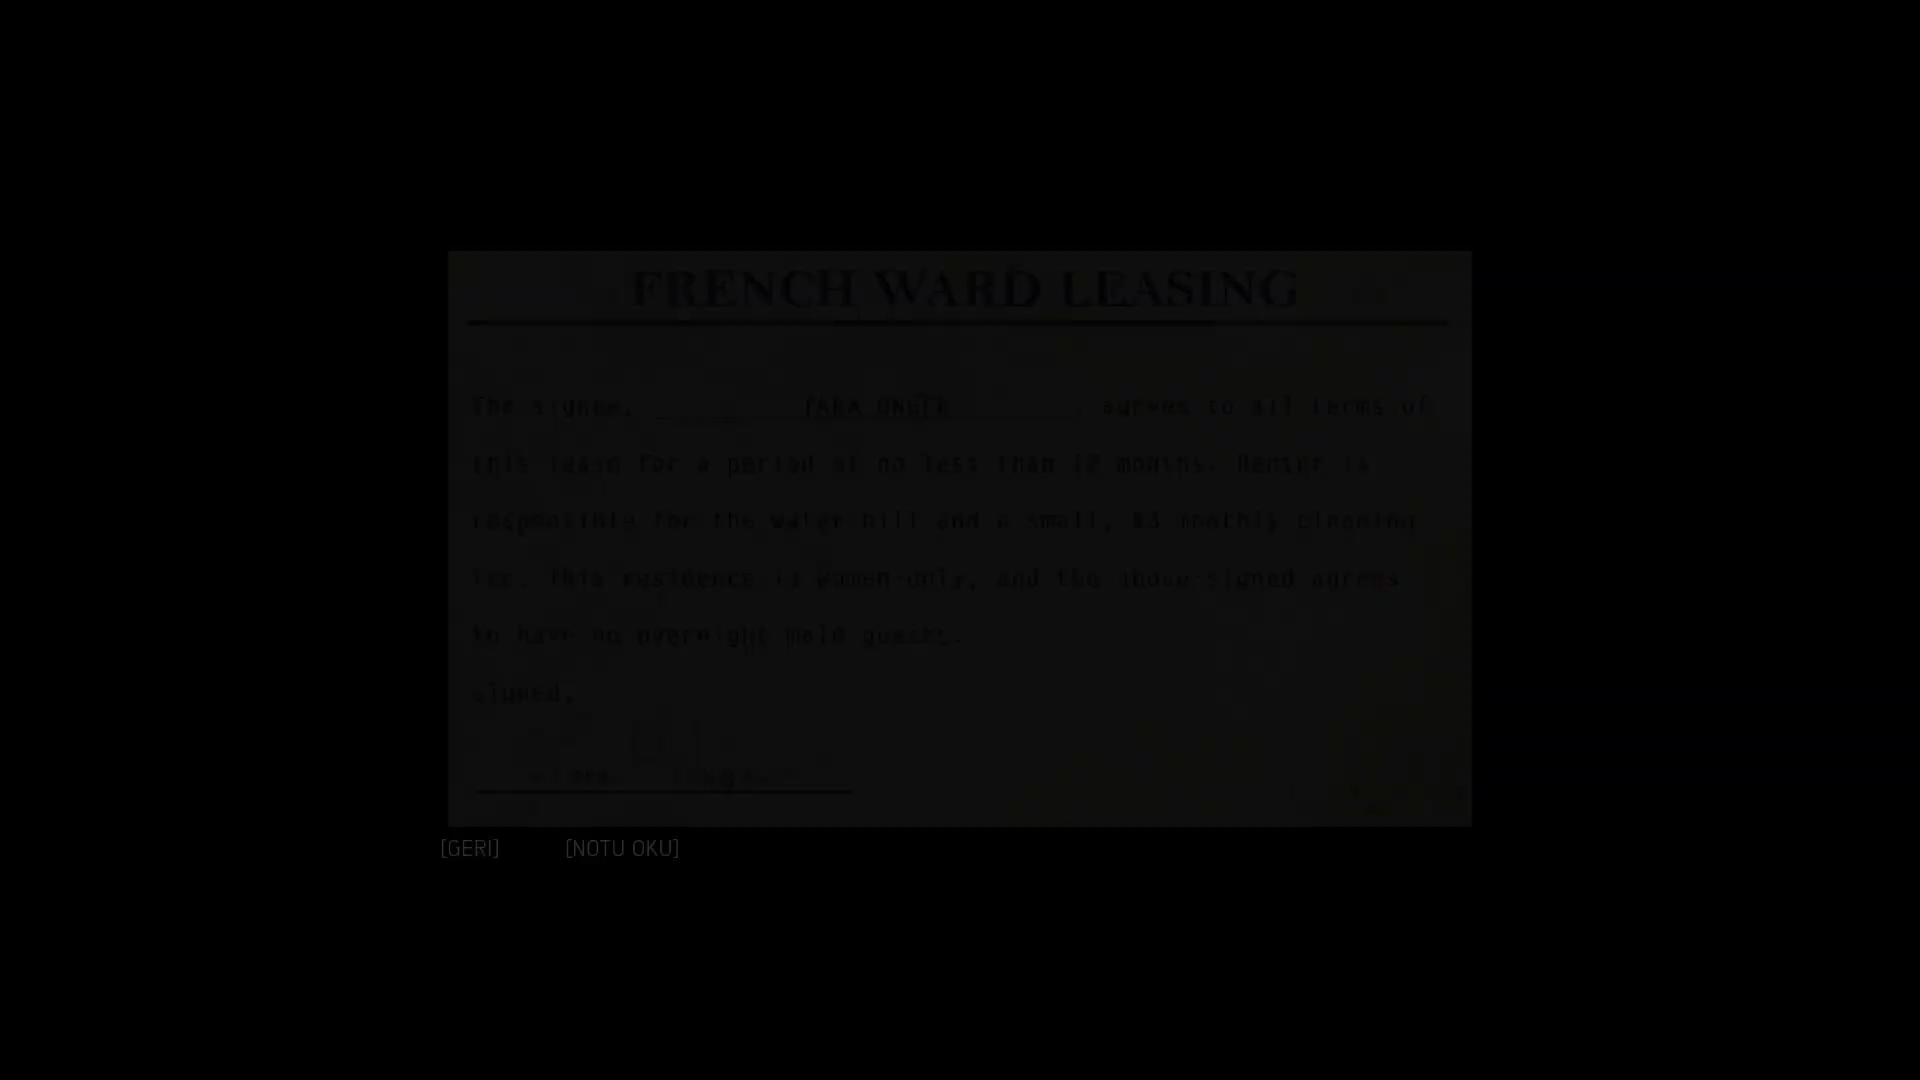 FRENCH WARD LEASING
The signee, TARA UNGER, agrees to all terms of
this lease for a period of no less than 12 months. Renter is
responsible for the water bill and a small, $3 monthly cleaning
fee. This residence is women-only, and the above-signed agrees
to have no overnight male guests.
signed,
[GERI] [NOTU OKU]